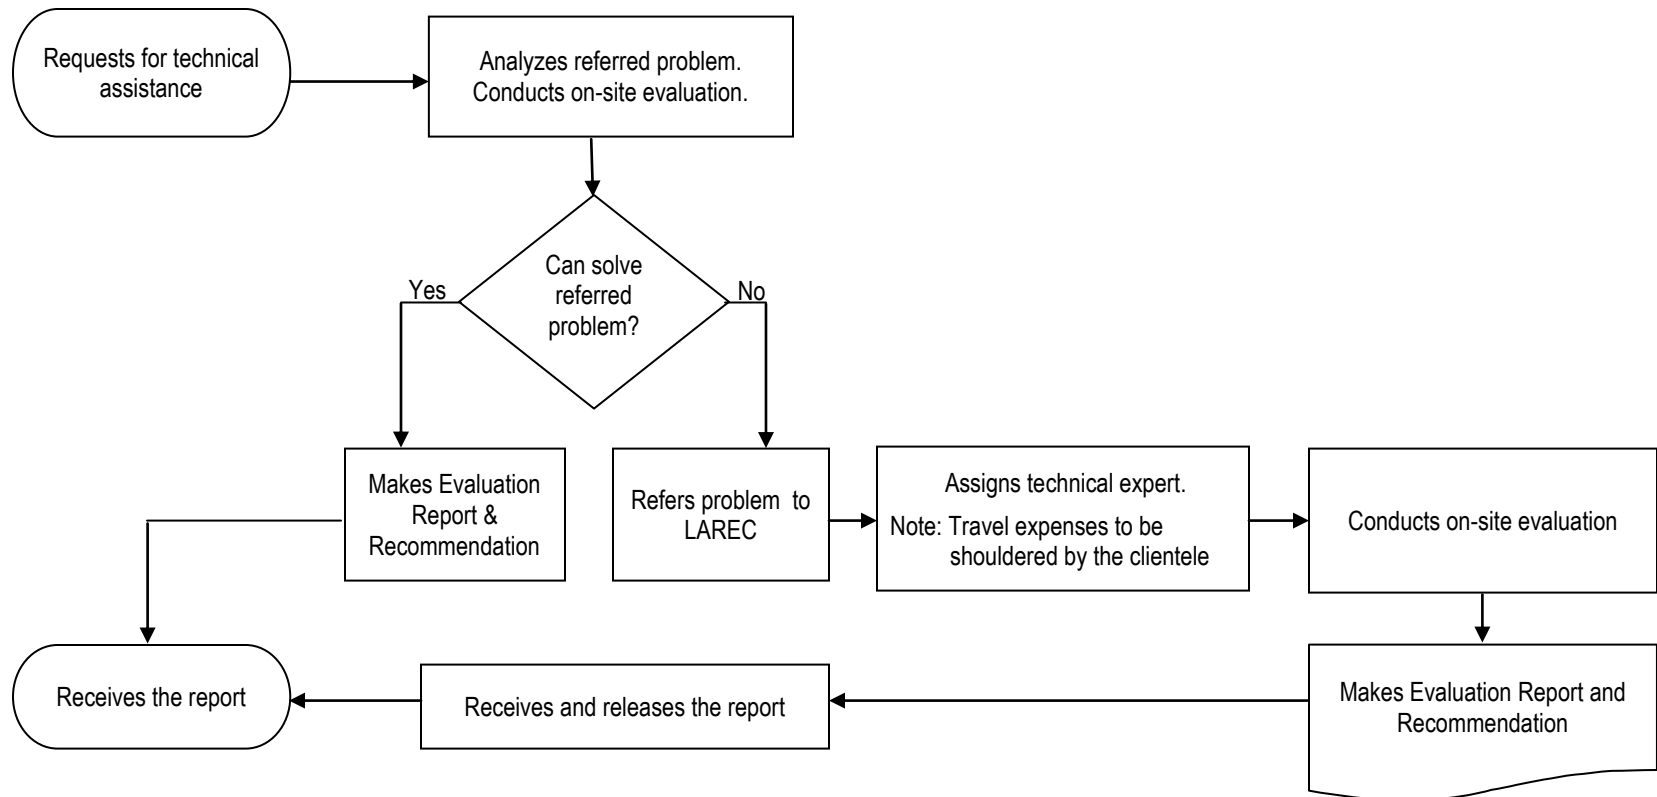 Requests for technical
assistance
Analyzes referred problem.
Conducts on-site evaluation.
Can solve
referred
problem?
Yes
No
Makes Evaluation
Report &
Recommendation
Refers problem to
LAREC
Assigns technical expert.
Note: Travel expenses to be
shouldered by the clientele
Conducts on-site evaluation
Receives the report
Receives and releases the report
Makes Evaluation Report and
Recommendation